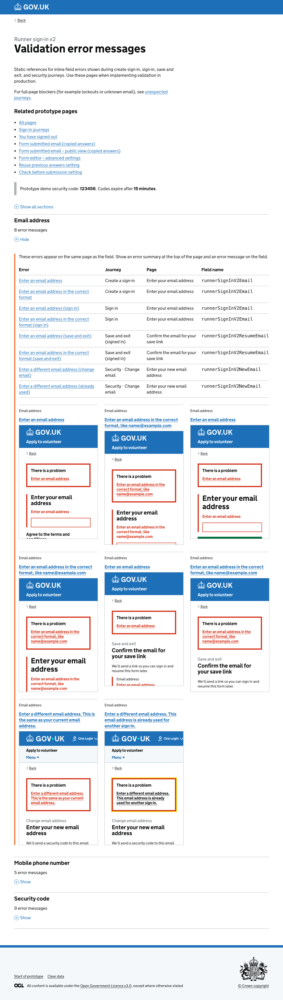 GOV.UK
Back
Runner sign-in v2
Validation error messages
Static references for inline field errors shown during create sign-in, sign-in, save and
exit, and security journeys. Use these pages when implementing validation in
production.
For full-page blockers (for example lockouts or unknown email), see unexpected
journeys.
Related prototype pages
• All pages
• Sign-in journeys
• You have signed out
• Form submitted email (copied answers)
• Form submitted email – public view (copied answers)
• Form editor – advanced settings
• Reuse previous answers setting
• Check before submission setting
Prototype demo security code: 123456. Codes expire after 15 minutes.
Show all sections
Email address
8 error messages
Hide
These errors appear on the same page as the field. Show an error summary at the top of the page and an error message on the field.
Error Journey Page Field name
Enter an email address Create a sign-in Enter your email address runnerSignInV2Email
Enter an email address in the correct Create a sign-in Enter your email address runnerSignInV2Email
format
Enter an email address (sign in) Sign in Enter your email address runnerSignInV2Email
Enter an email address in the correct Sign in Enter your email address runnerSignInV2Email
format (sign in)
Enter an email address (save and exit) Save and exit Confirm the email for your runnerSignInV2ResumeEmail
(signed in) save link
Enter an email address in the correct Save and exit Confirm the email for your runnerSignInV2ResumeEmail
format (save and exit) (signed in) save link
Enter a different email address (change Security · Change Enter your new email runnerSignInV2NewEmail
email) email address
Enter a different email address (already Security · Change Enter your new email runnerSignInV2NewEmail
used) email address
Email address
Enter an email address
GOV.UK
Apply to volunteer
Back
There is a problem
Enter an email address
Enter your email
address
Enter an email address
Agree to the terms and
conditions
Email address
Enter an email address in the correct
format, like name@example.com
GOV.UK
Apply to volunteer
Back
There is a problem
Enter an email address in the
correct format, like
name@example.com
Enter your email
address
Enter an email address in the
correct format, like
name@example.com
Email address
Enter an email address
GOV.UK
Apply to volunteer
Back
There is a problem
Enter an email address
Enter your email
address
Enter an email address
Email address
Enter an email address in the correct
format, like name@example.com
GOV.UK
Apply to volunteer
Back
There is a problem
Enter an email address in the
correct format, like
name@example.com
Enter your email
address
Enter an email address in the
correct format, like
name@example.com
Email address
Enter an email address
GOV.UK
Apply to volunteer
Back
There is a problem
Enter an email address
Save and exit
Confirm the email for
your save link
We'll send a link so you can sign in and
resume this form later.
Email address
Enter an email address
Email address
Enter an email address in the correct
format, like name@example.com
GOV.UK
Apply to volunteer
Back
There is a problem
Enter an email address in the
correct format, like
name@example.com
Save and exit
Confirm the email for
your save link
We'll send a link so you can sign in and
resume this form later.
Email address
Enter a different email address. This is
the same as your current email
address.
GOV·UK One Login
Apply to volunteer
Menu
Back
There is a problem
Enter a different email address.
This is the same as your current
email address.
Change email address
Enter your new email
address
We'll send a security code to this email
Email address
Enter a different email address. This
email address is already used for
another sign-in.
GOV·UK One Login
Apply to volunteer
Menu
Back
There is a problem
Enter a different email address.
This email address is already
used for another sign-in.
Change email address
Enter your new email
address
We'll send a security code to this email
Mobile phone number
5 error messages
Show
Security code
9 error messages
Show
Start of prototype Clear data
OGL All content is available under the Open Government Licence v3.0, except where otherwise stated
© Crown copyright